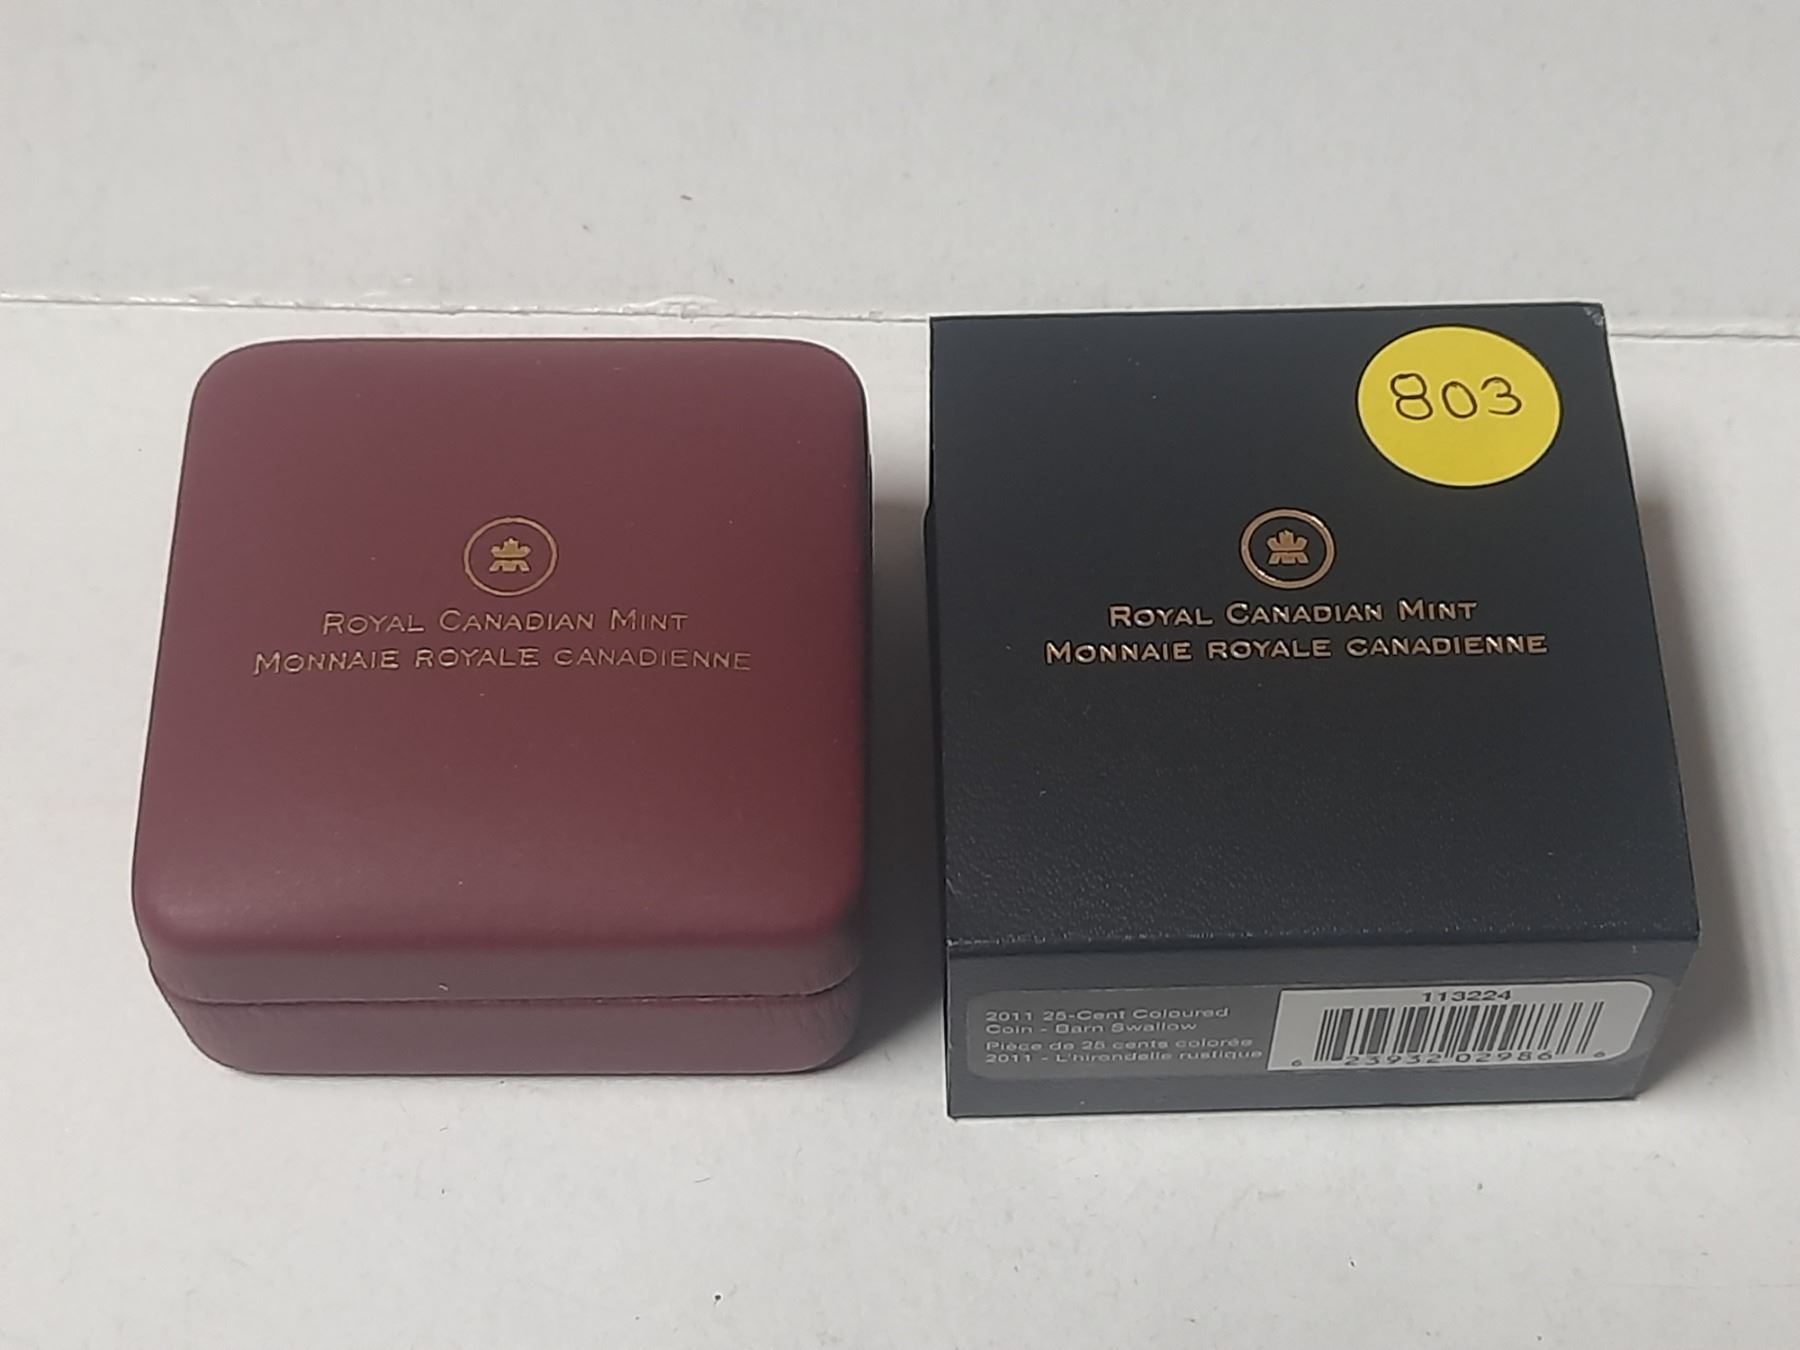 ROYAL CANADIAN MINT
MONNAIE ROYALE CANADIENNE
803
ROYAL CANADIAN MINT
MONNAIE ROYALE CANADIENNE
2011 25-Cent Coloured
Coin - Barn Swallow
Pièce de 25 cents colorée
2011 - L'hirondelle rustique
113224
6 23932 02986 6